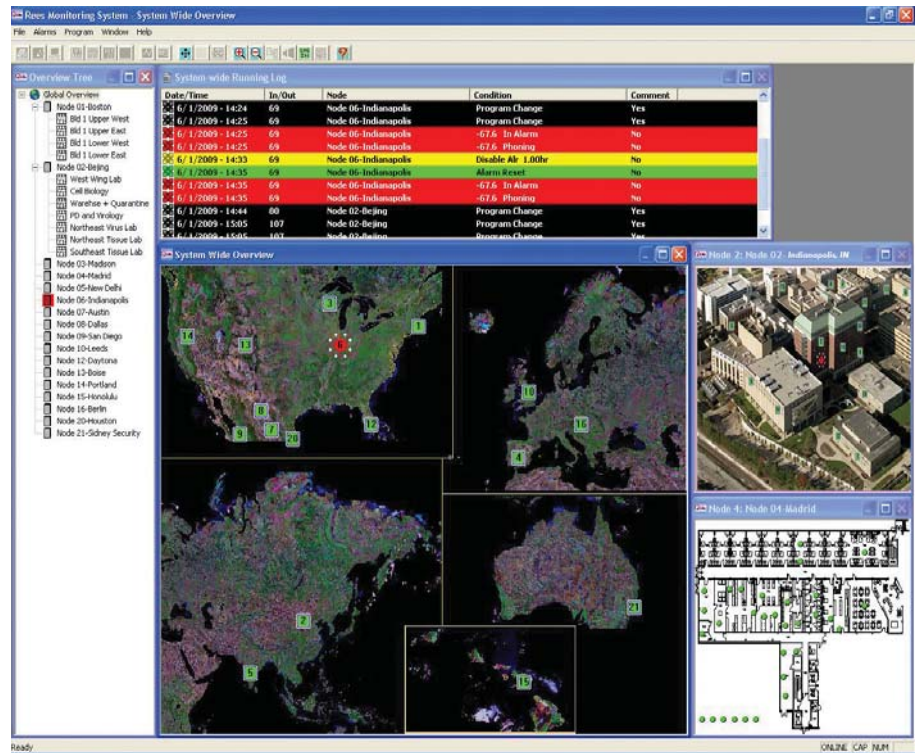 Rees Monitoring System - System Wide Overview
File Alarms Program Window Help
Overview Tree
Global Overview
Node 01-Boston
Bld 1 Upper West
Bld 1 Upper East
Bld 1 Lower West
Bld 1 Lower East
Node 02-Bejing
West Wing Lab
Cell Biology
Warehse + Quarantine
PD and Virology
Northeast Virus Lab
Northeast Tissue Lab
Southeast Tissue Lab
Node 03-Madison
Node 04-Madrid
Node 05-New Delhi
Node 06-Indianapolis
Node 07-Austin
Node 08-Dallas
Node 09-San Diego
Node 10-Leeds
Node 12-Daytona
Node 13-Boise
Node 14-Portland
Node 15-Honolulu
Node 16-Berlin
Node 20-Houston
Node 21-Sidney Security
System-wide Running Log
Date/Time In/Out Node Condition Comment
6/ 1/2009 - 14:24 69 Node 06-Indianapolis Program Change Yes
6/ 1/2009 - 14:25 69 Node 06-Indianapolis Program Change Yes
6/ 1/2009 - 14:25 69 Node 06-Indianapolis -67.6 In Alarm No
6/ 1/2009 - 14:25 69 Node 06-Indianapolis -67.6 Phoning No
6/ 1/2009 - 14:33 69 Node 06-Indianapolis Disable Alr 1.00hr No
6/ 1/2009 - 14:35 69 Node 06-Indianapolis Alarm Reset No
6/ 1/2009 - 14:35 69 Node 06-Indianapolis -67.6 In Alarm No
6/ 1/2009 - 14:35 69 Node 06-Indianapolis -67.6 Phoning No
6/ 1/2009 - 14:44 80 Node 02-Bejing Program Change Yes
6/ 1/2009 - 15:05 107 Node 02-Bejing Program Change Yes
6/ 1/2009 - 15:05 107 Node 02-Bejing Program Change Yes
System Wide Overview
3
1
14
13
6
8
9
7
20
12
10
16
4
2
5
21
15
Node 2: Node 02- Indianapolis, IN
Node 4: Node 04-Madrid
Ready
ONLINE CAP NUM